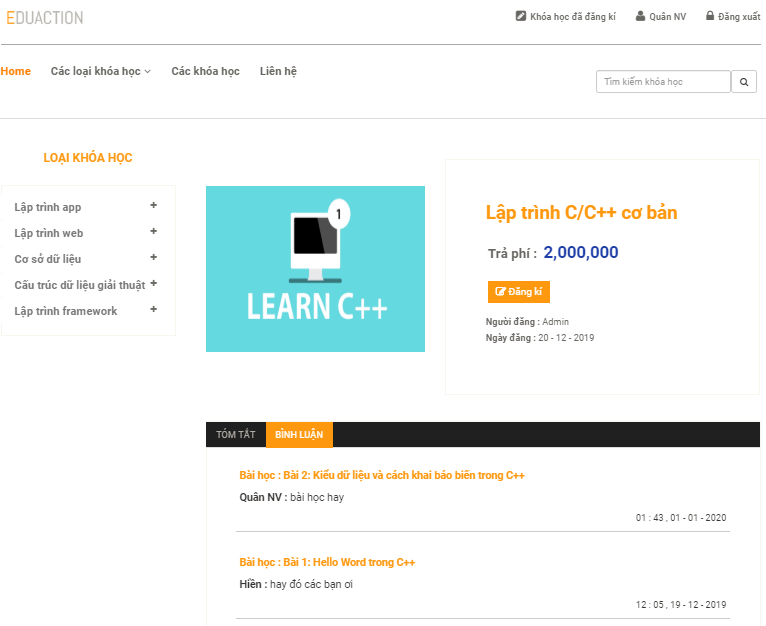 EDUACTION
Khóa học đã đăng kí Quân NV Đăng xuất
Home Các loại khóa học Các khóa học Liên hệ
Tìm kiếm khóa học
LOẠI KHÓA HỌC
Lập trình app +
Lập trình web +
Cơ sở dữ liệu +
Cấu trúc dữ liệu giải thuật +
Lập trình framework +
1
LEARN C++
Lập trình C/C++ cơ bản
Trả phí : 2,000,000
Đăng kí
Người đăng : Admin
Ngày đăng : 20 - 12 - 2019
TÓM TẮT BÌNH LUẬN
Bài học : Bài 2: Kiểu dữ liệu và cách khai báo biến trong C++
Quân NV : bài học hay
01 : 43 , 01 - 01 - 2020
Bài học : Bài 1: Hello Word trong C++
Hiền : hay đó các bạn ơi
12 : 05 , 19 - 12 - 2019